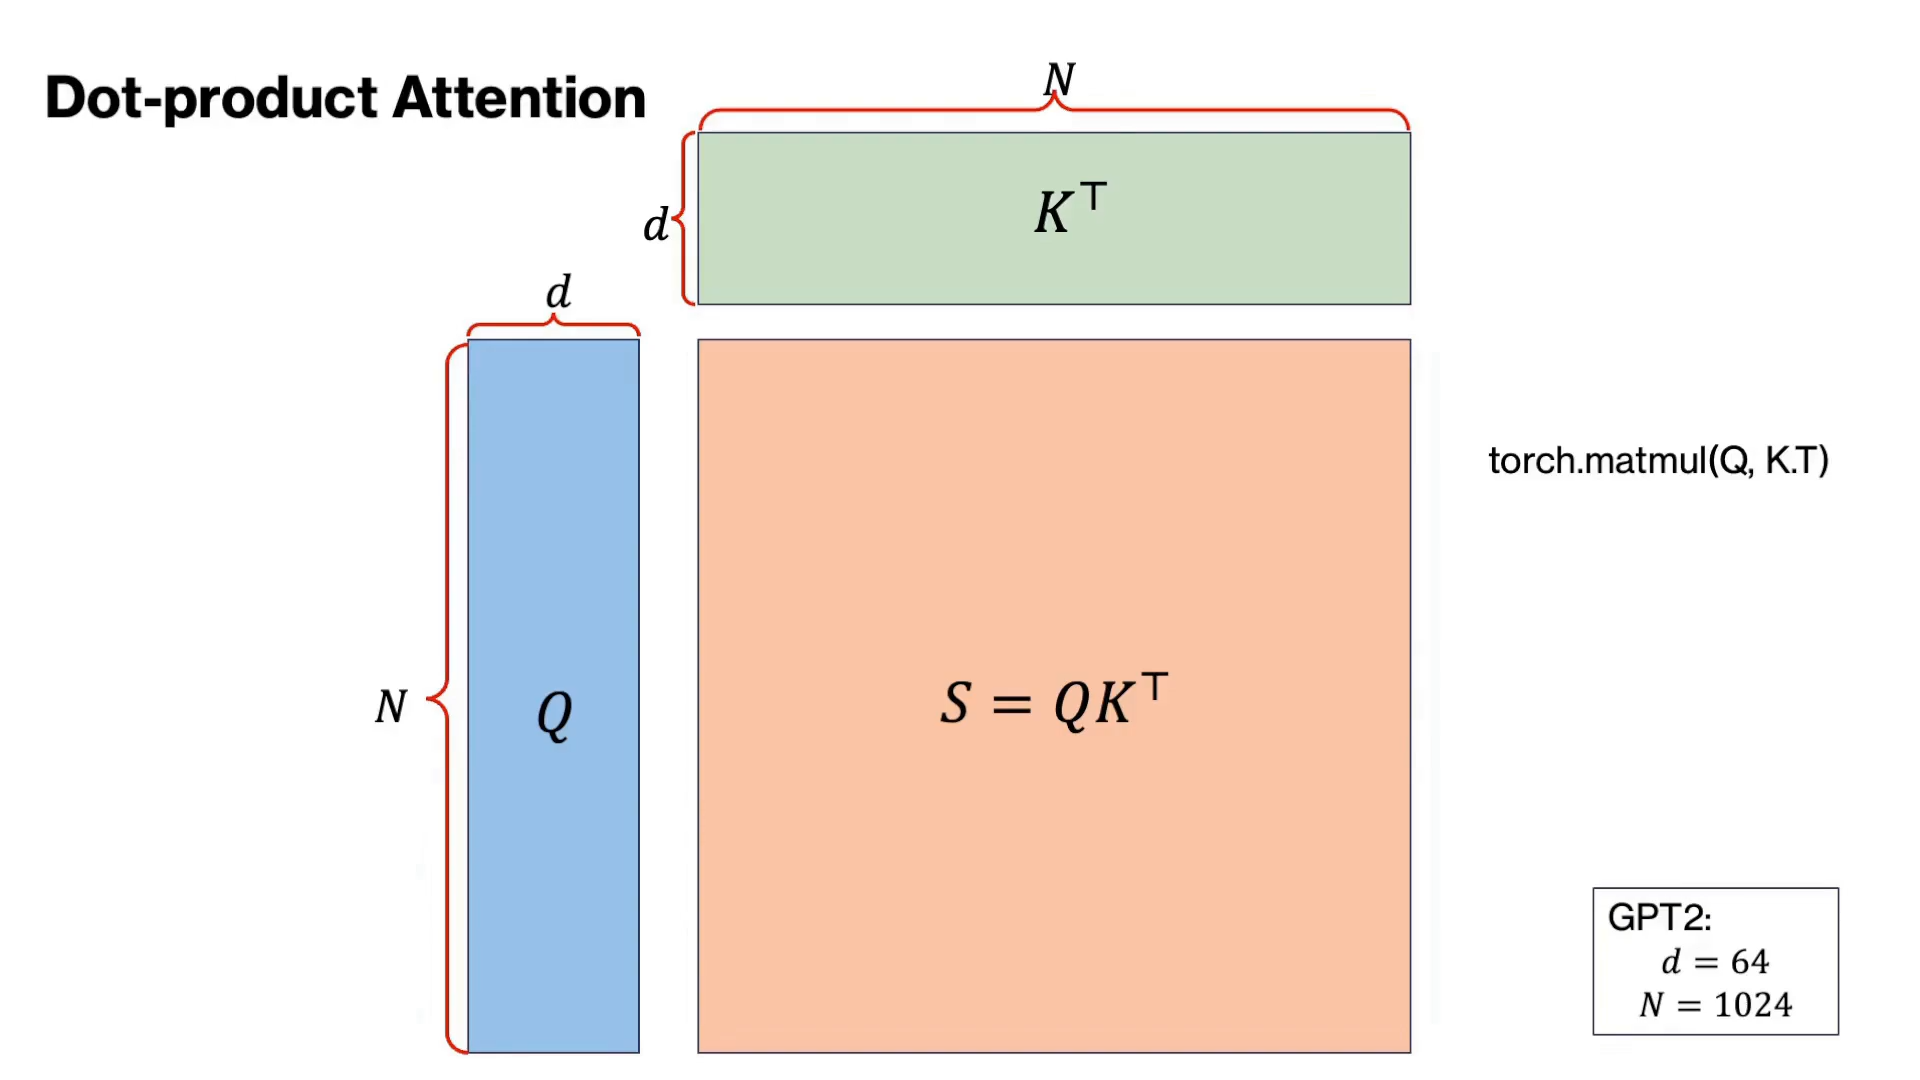 Dot-product Attention
N
d
K⊤
d
N
Q
S = QK⊤
torch.matmul(Q, K.T)
GPT2:
d = 64
N = 1024